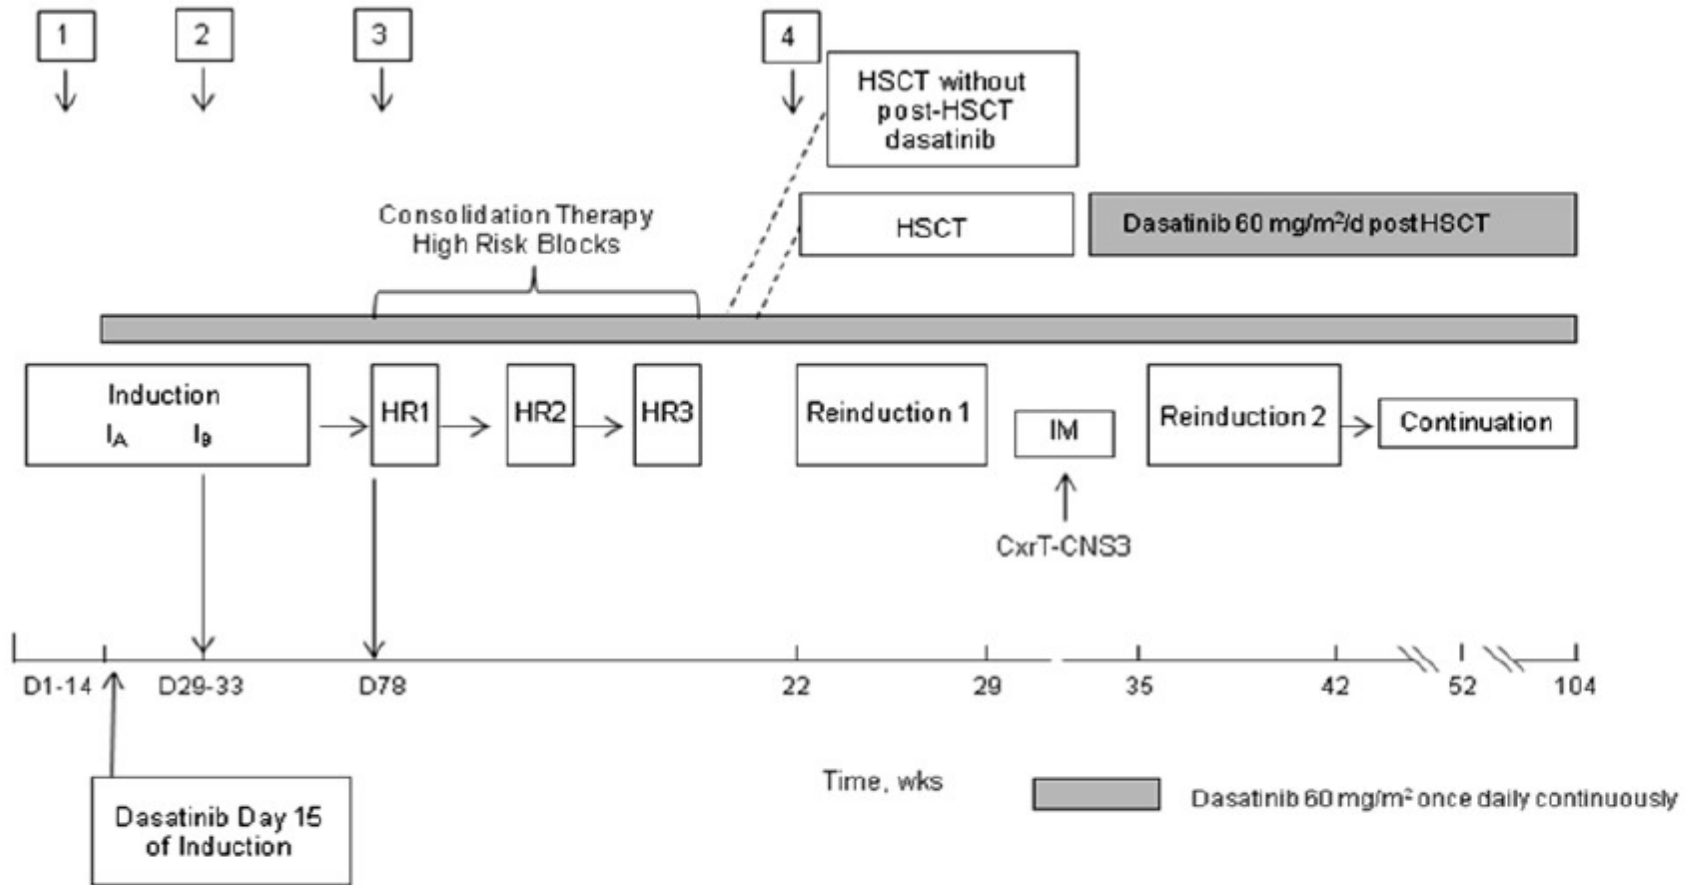 1
2
3
4
HSCT without
post-HSCT
dasatinib
Consolidation Therapy
High Risk Blocks
HSCT
Dasatinib 60 mg/m²/d post HSCT
Induction
I_A I_B
HR1
HR2
HR3
Reinduction 1
IM
Reinduction 2
Continuation
CxrT-CNS3
D1-14
D29-33
D78
22
29
35
42
52
104
Dasatinib Day 15
of Induction
Time, wks
Dasatinib 60 mg/m² once daily continuously